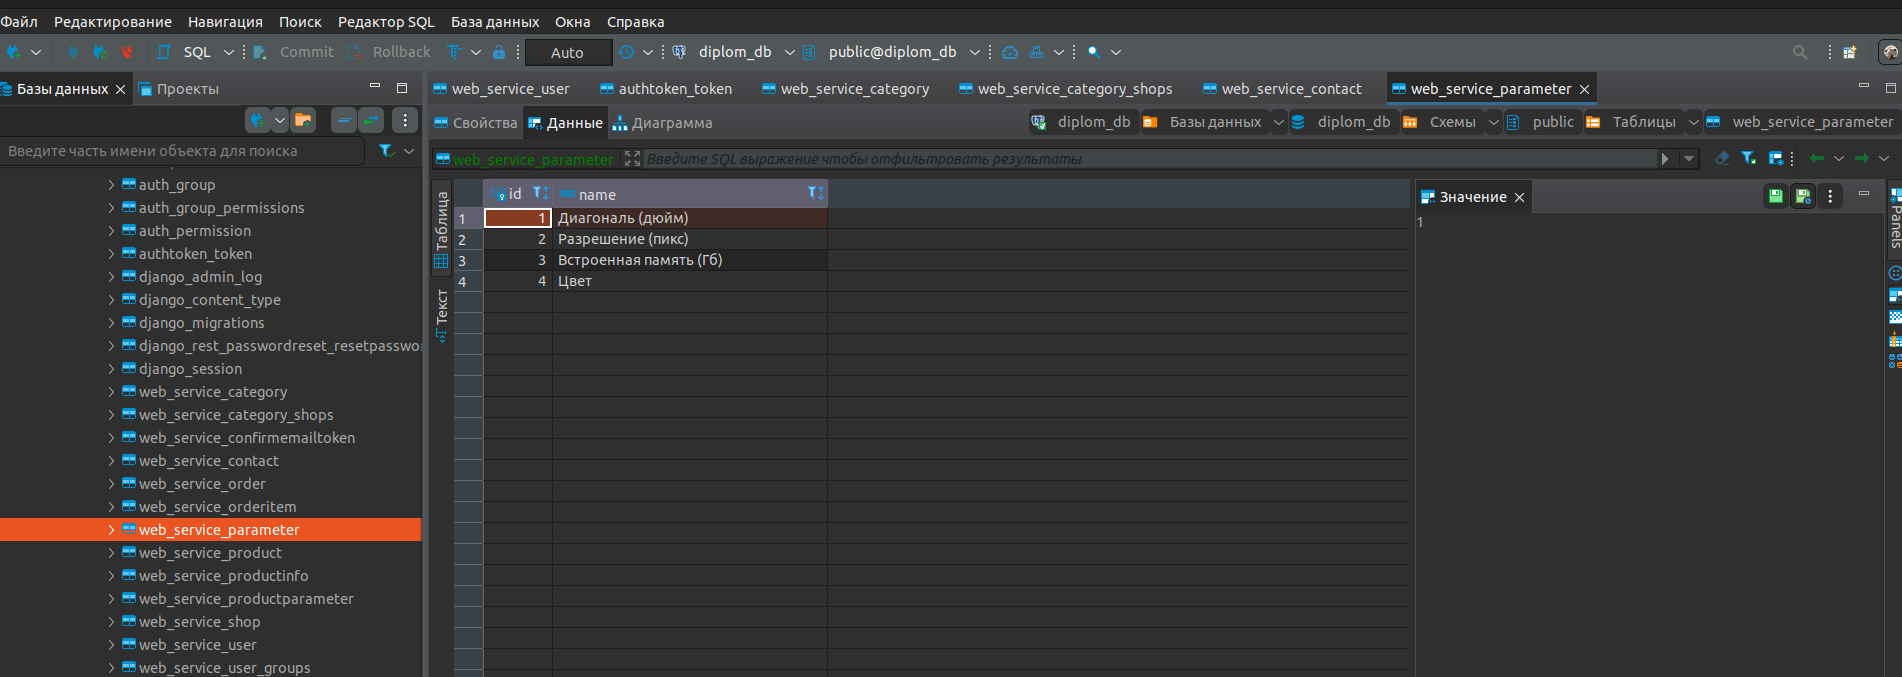 Файл Редактирование Навигация Поиск Редактор SQL База данных Окна Справка
SQL Commit Rollback Auto diplom_db public@diplom_db
Базы данных Проекты
web_service_user authtoken_token web_service_category web_service_category_shops web_service_contact web_service_parameter
Свойства Данные Диаграмма
diplom_db Базы данных diplom_db Схемы public Таблицы web_service_parameter
Введите часть имени объекта для поиска
web_service_parameter Введите SQL выражение чтобы отфильтровать результаты
auth_group
auth_group_permissions
auth_permission
authtoken_token
django_admin_log
django_content_type
django_migrations
django_rest_passwordreset_resetpasswor
django_session
web_service_category
web_service_category_shops
web_service_confirmemailtoken
web_service_contact
web_service_order
web_service_orderitem
web_service_parameter
web_service_product
web_service_productinfo
web_service_productparameter
web_service_shop
web_service_user
web_service_user_groups
Таблица
Текст
id name
1 1 Диагональ (дюйм)
2 2 Разрешение (пикс)
3 3 Встроенная память (Гб)
4 4 Цвет
Значение
1
Panels